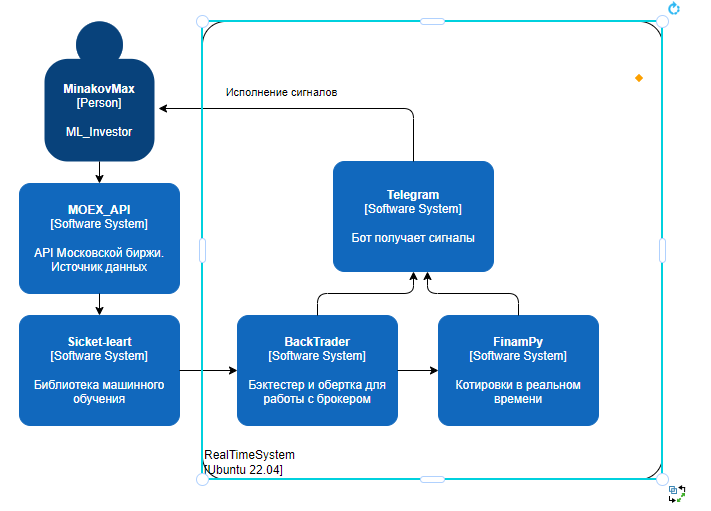 MinakovMax
[Person]
ML_Investor
Исполнение сигналов
MOEX_API
[Software System]
API Московской биржи.
Источник данных
Telegram
[Software System]
Бот получает сигналы
Sicket-leart
[Software System]
Библиотека машинного
обучения
BackTrader
[Software System]
Бэктестер и обертка для
работы с брокером
FinamPy
[Software System]
Котировки в реальном
времени
RealTimeSystem
[Ubuntu 22.04]